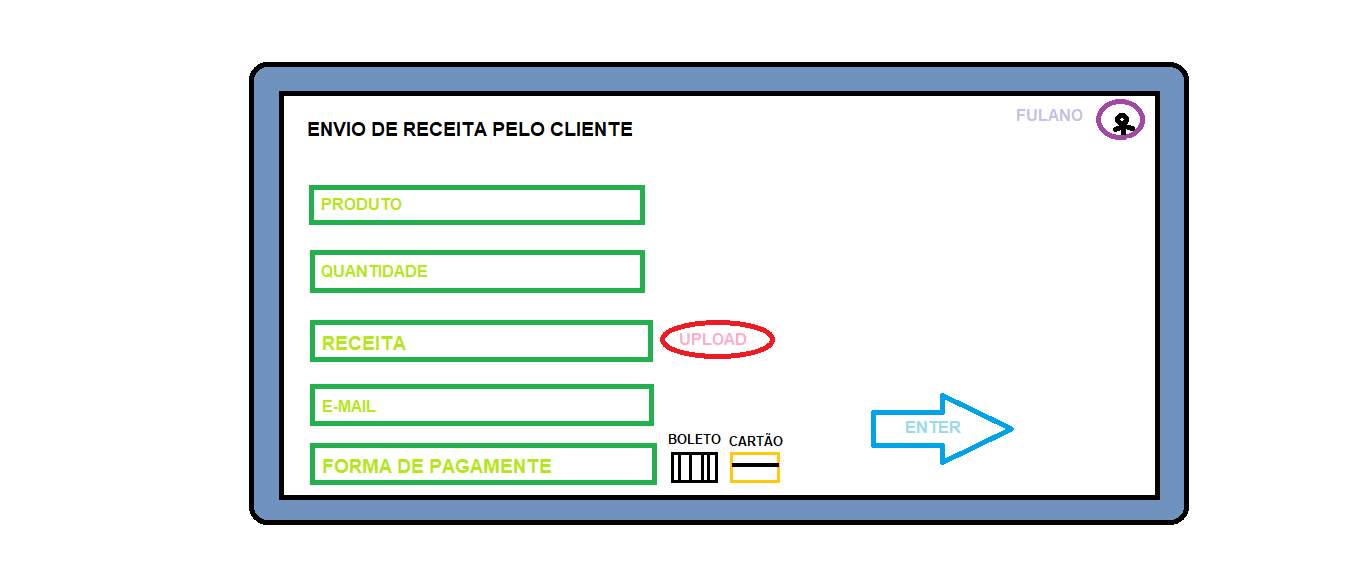 FULANO
ENVIO DE RECEITA PELO CLIENTE
PRODUTO
QUANTIDADE
RECEITA
UPLOAD
E-MAIL
ENTER
BOLETO CARTÃO
FORMA DE PAGAMENTE